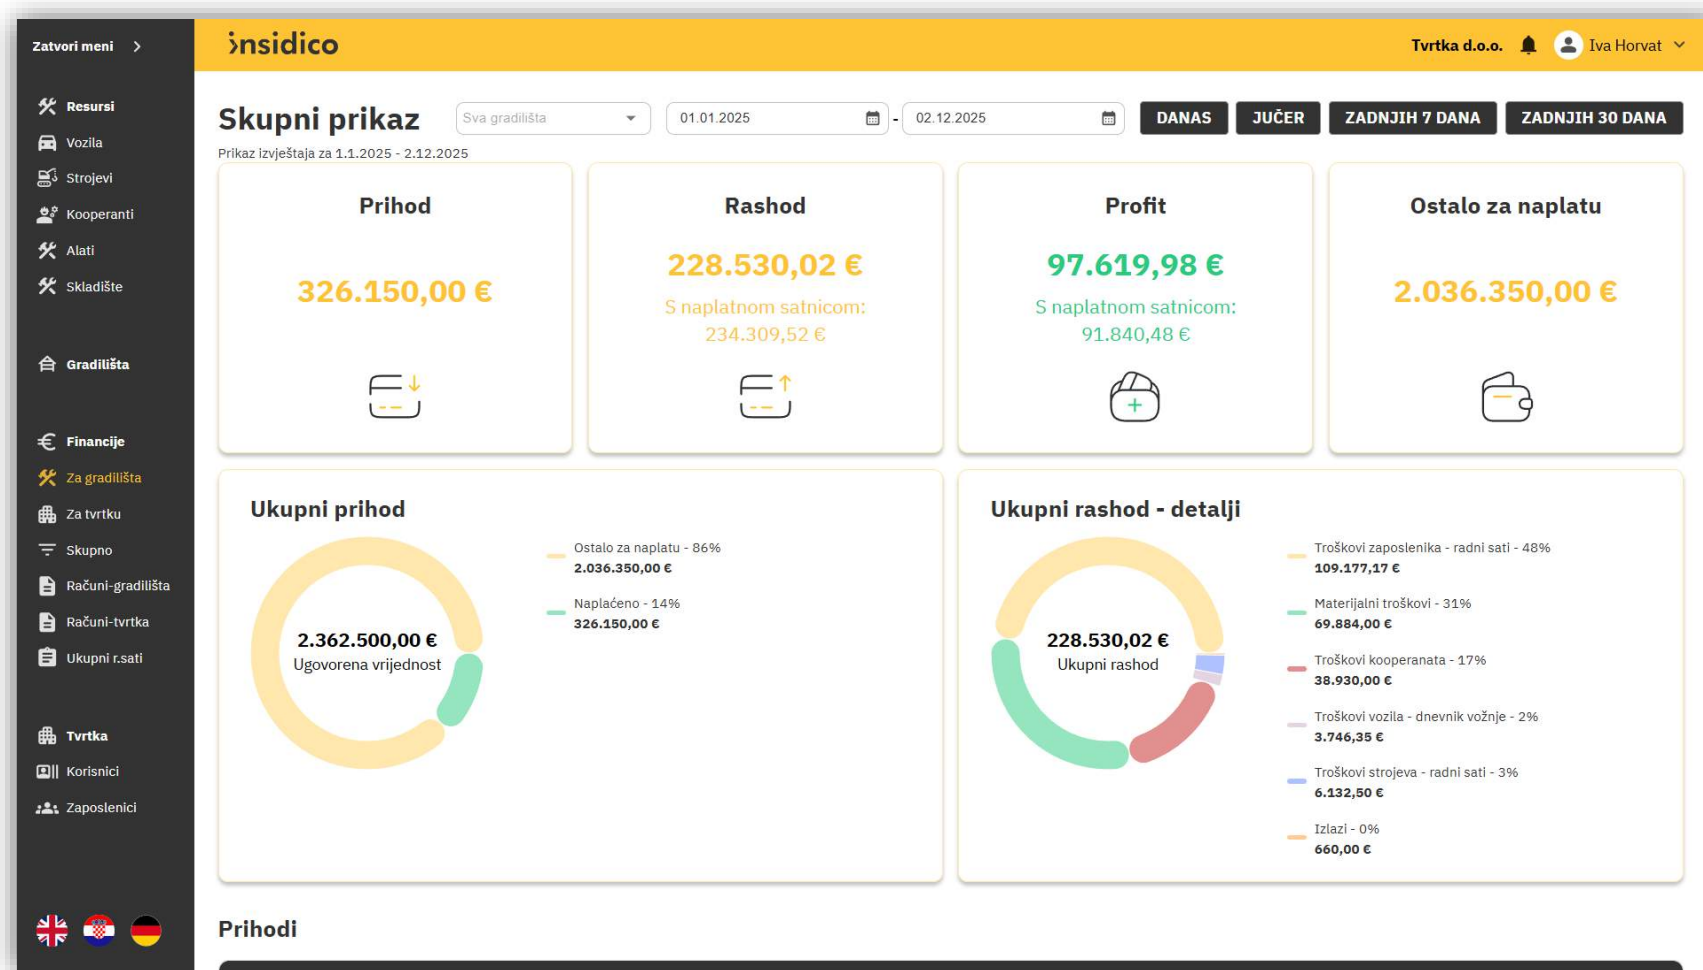 Zatvori meni
insidico
Tvrtka d.o.o.
Iva Horvat
Resursi
Vozila
Strojevi
Kooperanti
Alati
Skladište
Gradilišta
Financije
Za gradilišta
Za tvrtku
Skupno
Računi-gradilišta
Računi-tvrtka
Ukupni r.sati
Tvrtka
Korisnici
Zaposlenici
Skupni prikaz
Sva gradilišta
01.01.2025 - 02.12.2025
DANAS
JUČER
ZADNJIH 7 DANA
ZADNJIH 30 DANA
Prikaz izvještaja za 1.1.2025 - 2.12.2025
Prihod
326.150,00 €
Rashod
228.530,02 €
S naplatnom satnicom:
234.309,52 €
Profit
97.619,98 €
S naplatnom satnicom:
91.840,48 €
Ostalo za naplatu
2.036.350,00 €
Ukupni prihod
2.362.500,00 €
Ugovorena vrijednost
Ostalo za naplatu - 86%
2.036.350,00 €
Naplaćeno - 14%
326.150,00 €
Ukupni rashod - detalji
228.530,02 €
Ukupni rashod
Troškovi zaposlenika - radni sati - 48%
109.177,17 €
Materijalni troškovi - 31%
69.884,00 €
Troškovi kooperanata - 17%
38.930,00 €
Troškovi vozila - dnevnik vožnje - 2%
3.746,35 €
Troškovi strojeva - radni sati - 3%
6.132,50 €
Izlazi - 0%
660,00 €
Prihodi